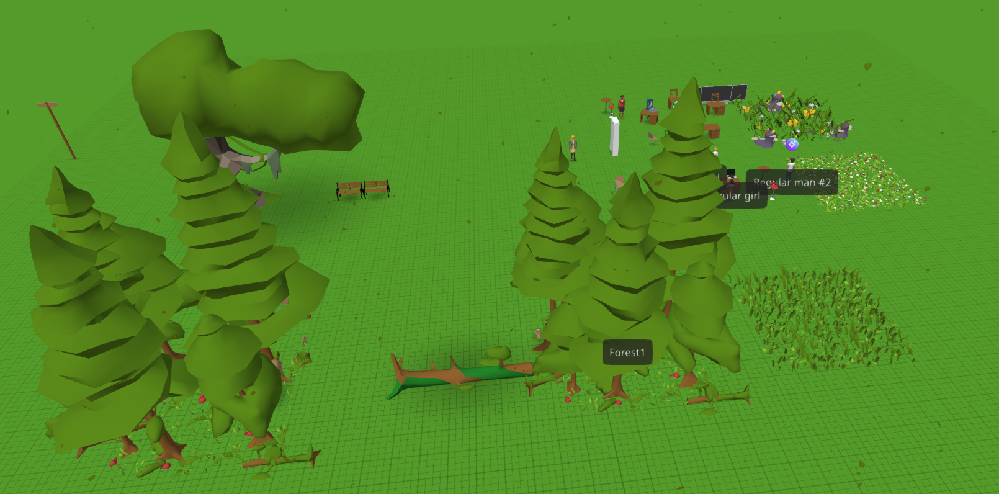 Regular man #2
ular girl
Forest1